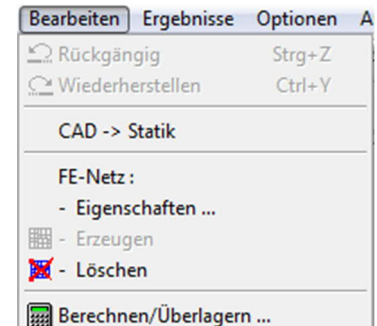 Bearbeiten Ergebnisse Optionen A
Rückgängig Strg+Z
Wiederherstellen Ctrl+Y
CAD -> Statik
FE-Netz :
- Eigenschaften ...
- Erzeugen
- Löschen
Berechnen/Überlagern ...